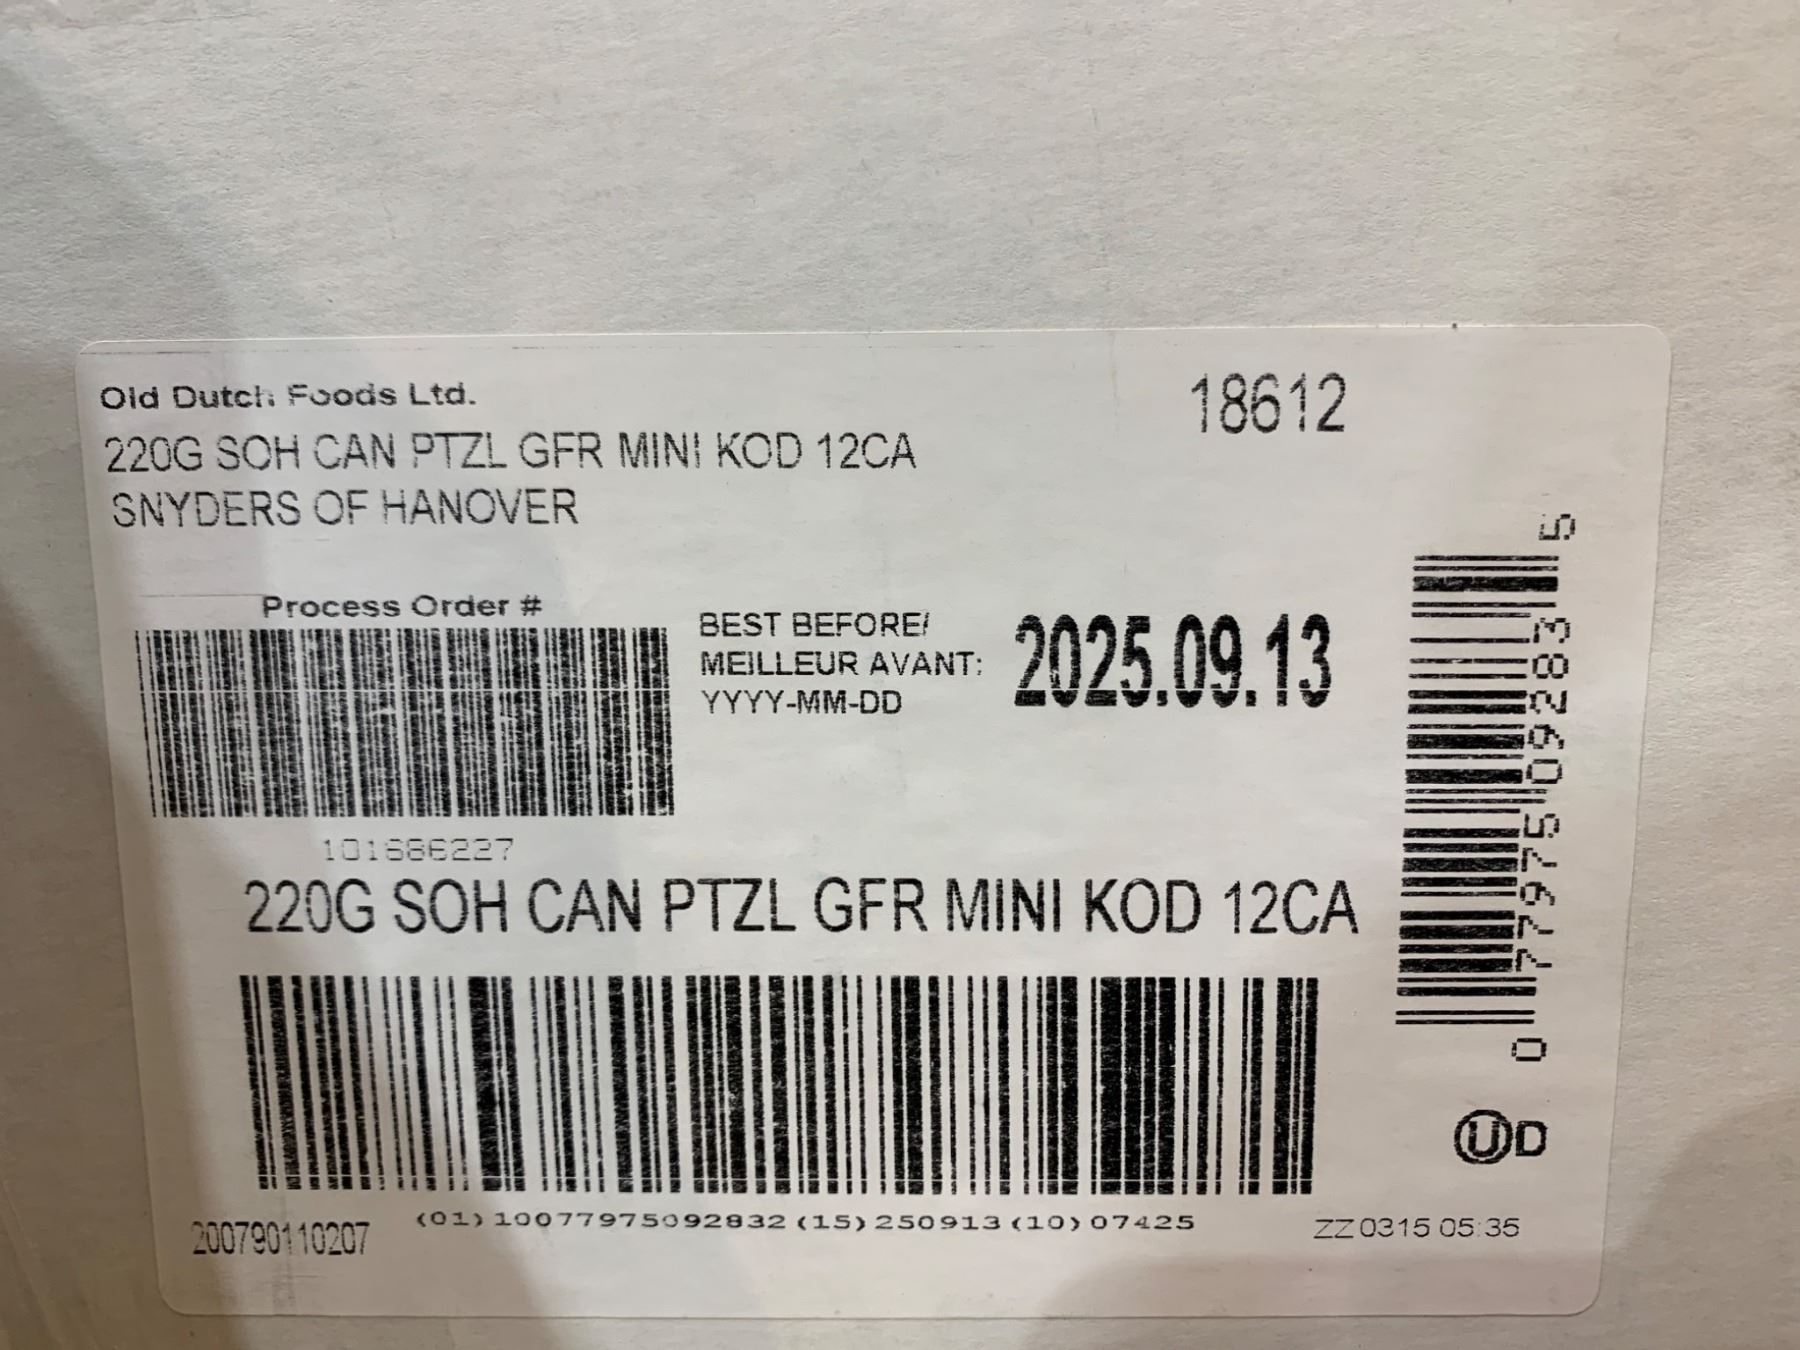 Old Dutch Foods Ltd.
18612
220G SOH CAN PTZL GFR MINI KOD 12CA
SNYDERS OF HANOVER
Process Order #
BEST BEFORE/
MEILLEUR AVANT:
YYYY-MM-DD
2025.09.13
101686227
220G SOH CAN PTZL GFR MINI KOD 12CA
0 77975 09283 5
UD
(01) 10077975092832 (15) 250913 (10) 07425
200790110207
ZZ 0315 05:35